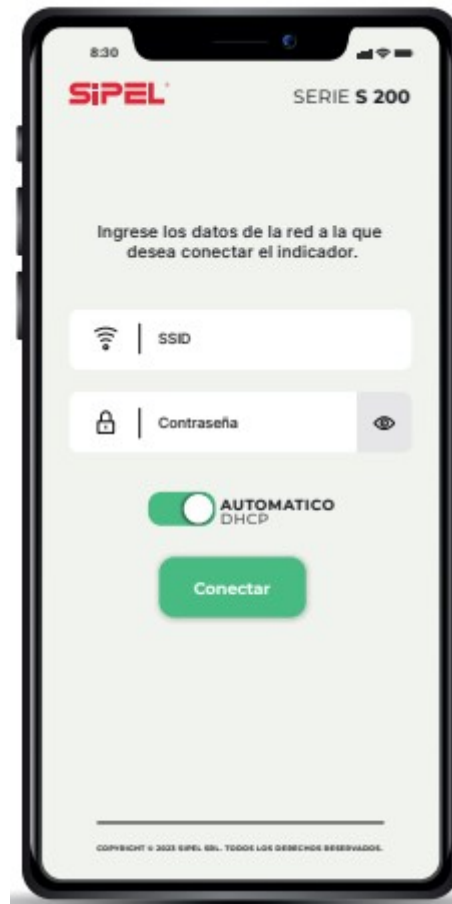 8:30
SiPEL
SERIE S 200
Ingrese los datos de la red a la que
desea conectar el indicador.
SSID
Contraseña
AUTOMATICO
DHCP
Conectar
COPYRIGHT © 2023 SIPEL SRL. TODOS LOS DERECHOS RESERVADOS.